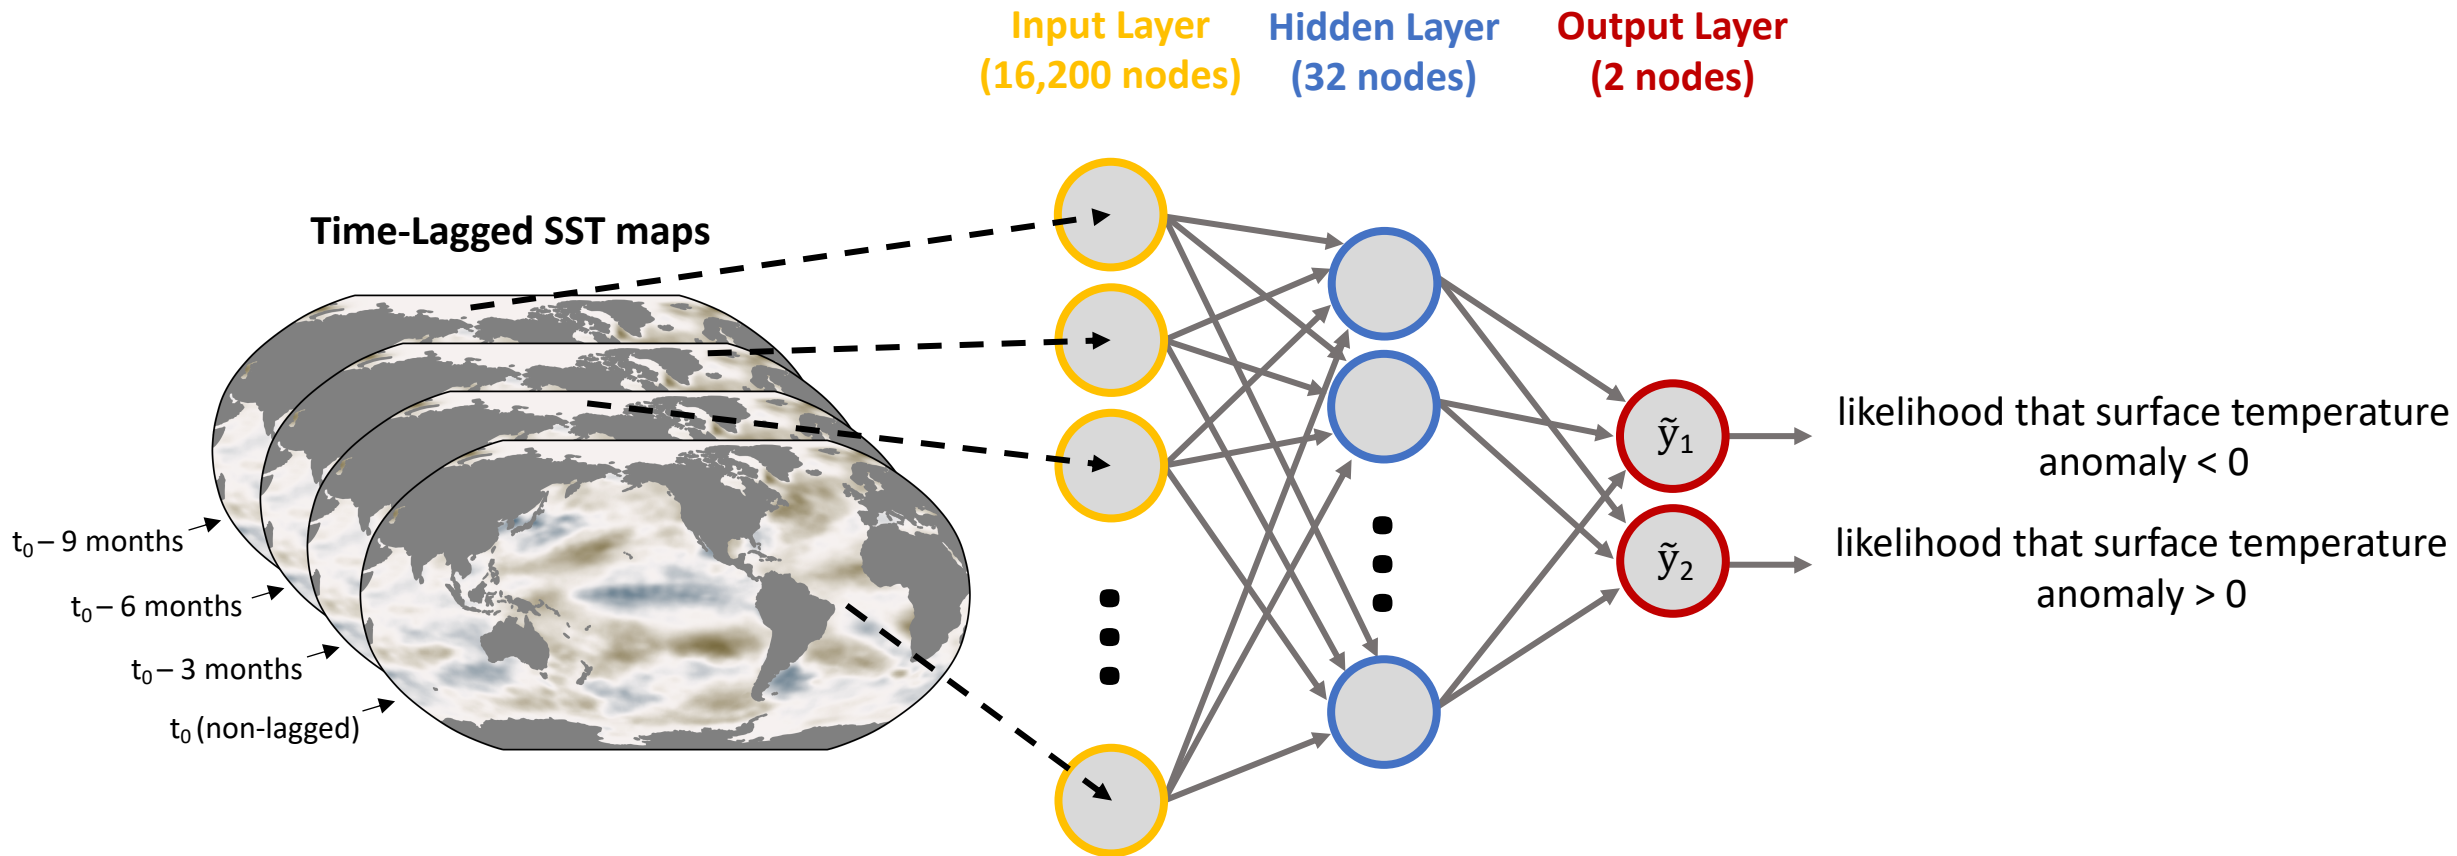 Input Layer
(16,200 nodes)
Hidden Layer
(32 nodes)
Output Layer
(2 nodes)
Time-Lagged SST maps
t₀ – 9 months
t₀ – 6 months
t₀ – 3 months
t₀ (non-lagged)
ỹ₁
likelihood that surface temperature
anomaly < 0
ỹ₂
likelihood that surface temperature
anomaly > 0